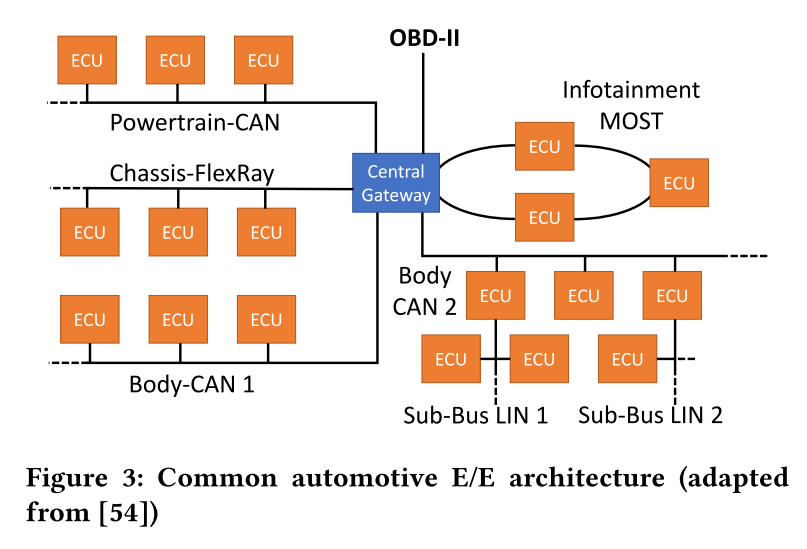 OBD-II
ECU
ECU
ECU
Powertrain-CAN
Infotainment
MOST
ECU
ECU
ECU
Central
Gateway
Chassis-FlexRay
ECU
ECU
ECU
ECU
ECU
ECU
Body-CAN 1
Body
CAN 2
ECU
ECU
ECU
ECU
ECU
ECU
Sub-Bus LIN 1
Sub-Bus LIN 2
Figure 3: Common automotive E/E architecture (adapted
from [54])